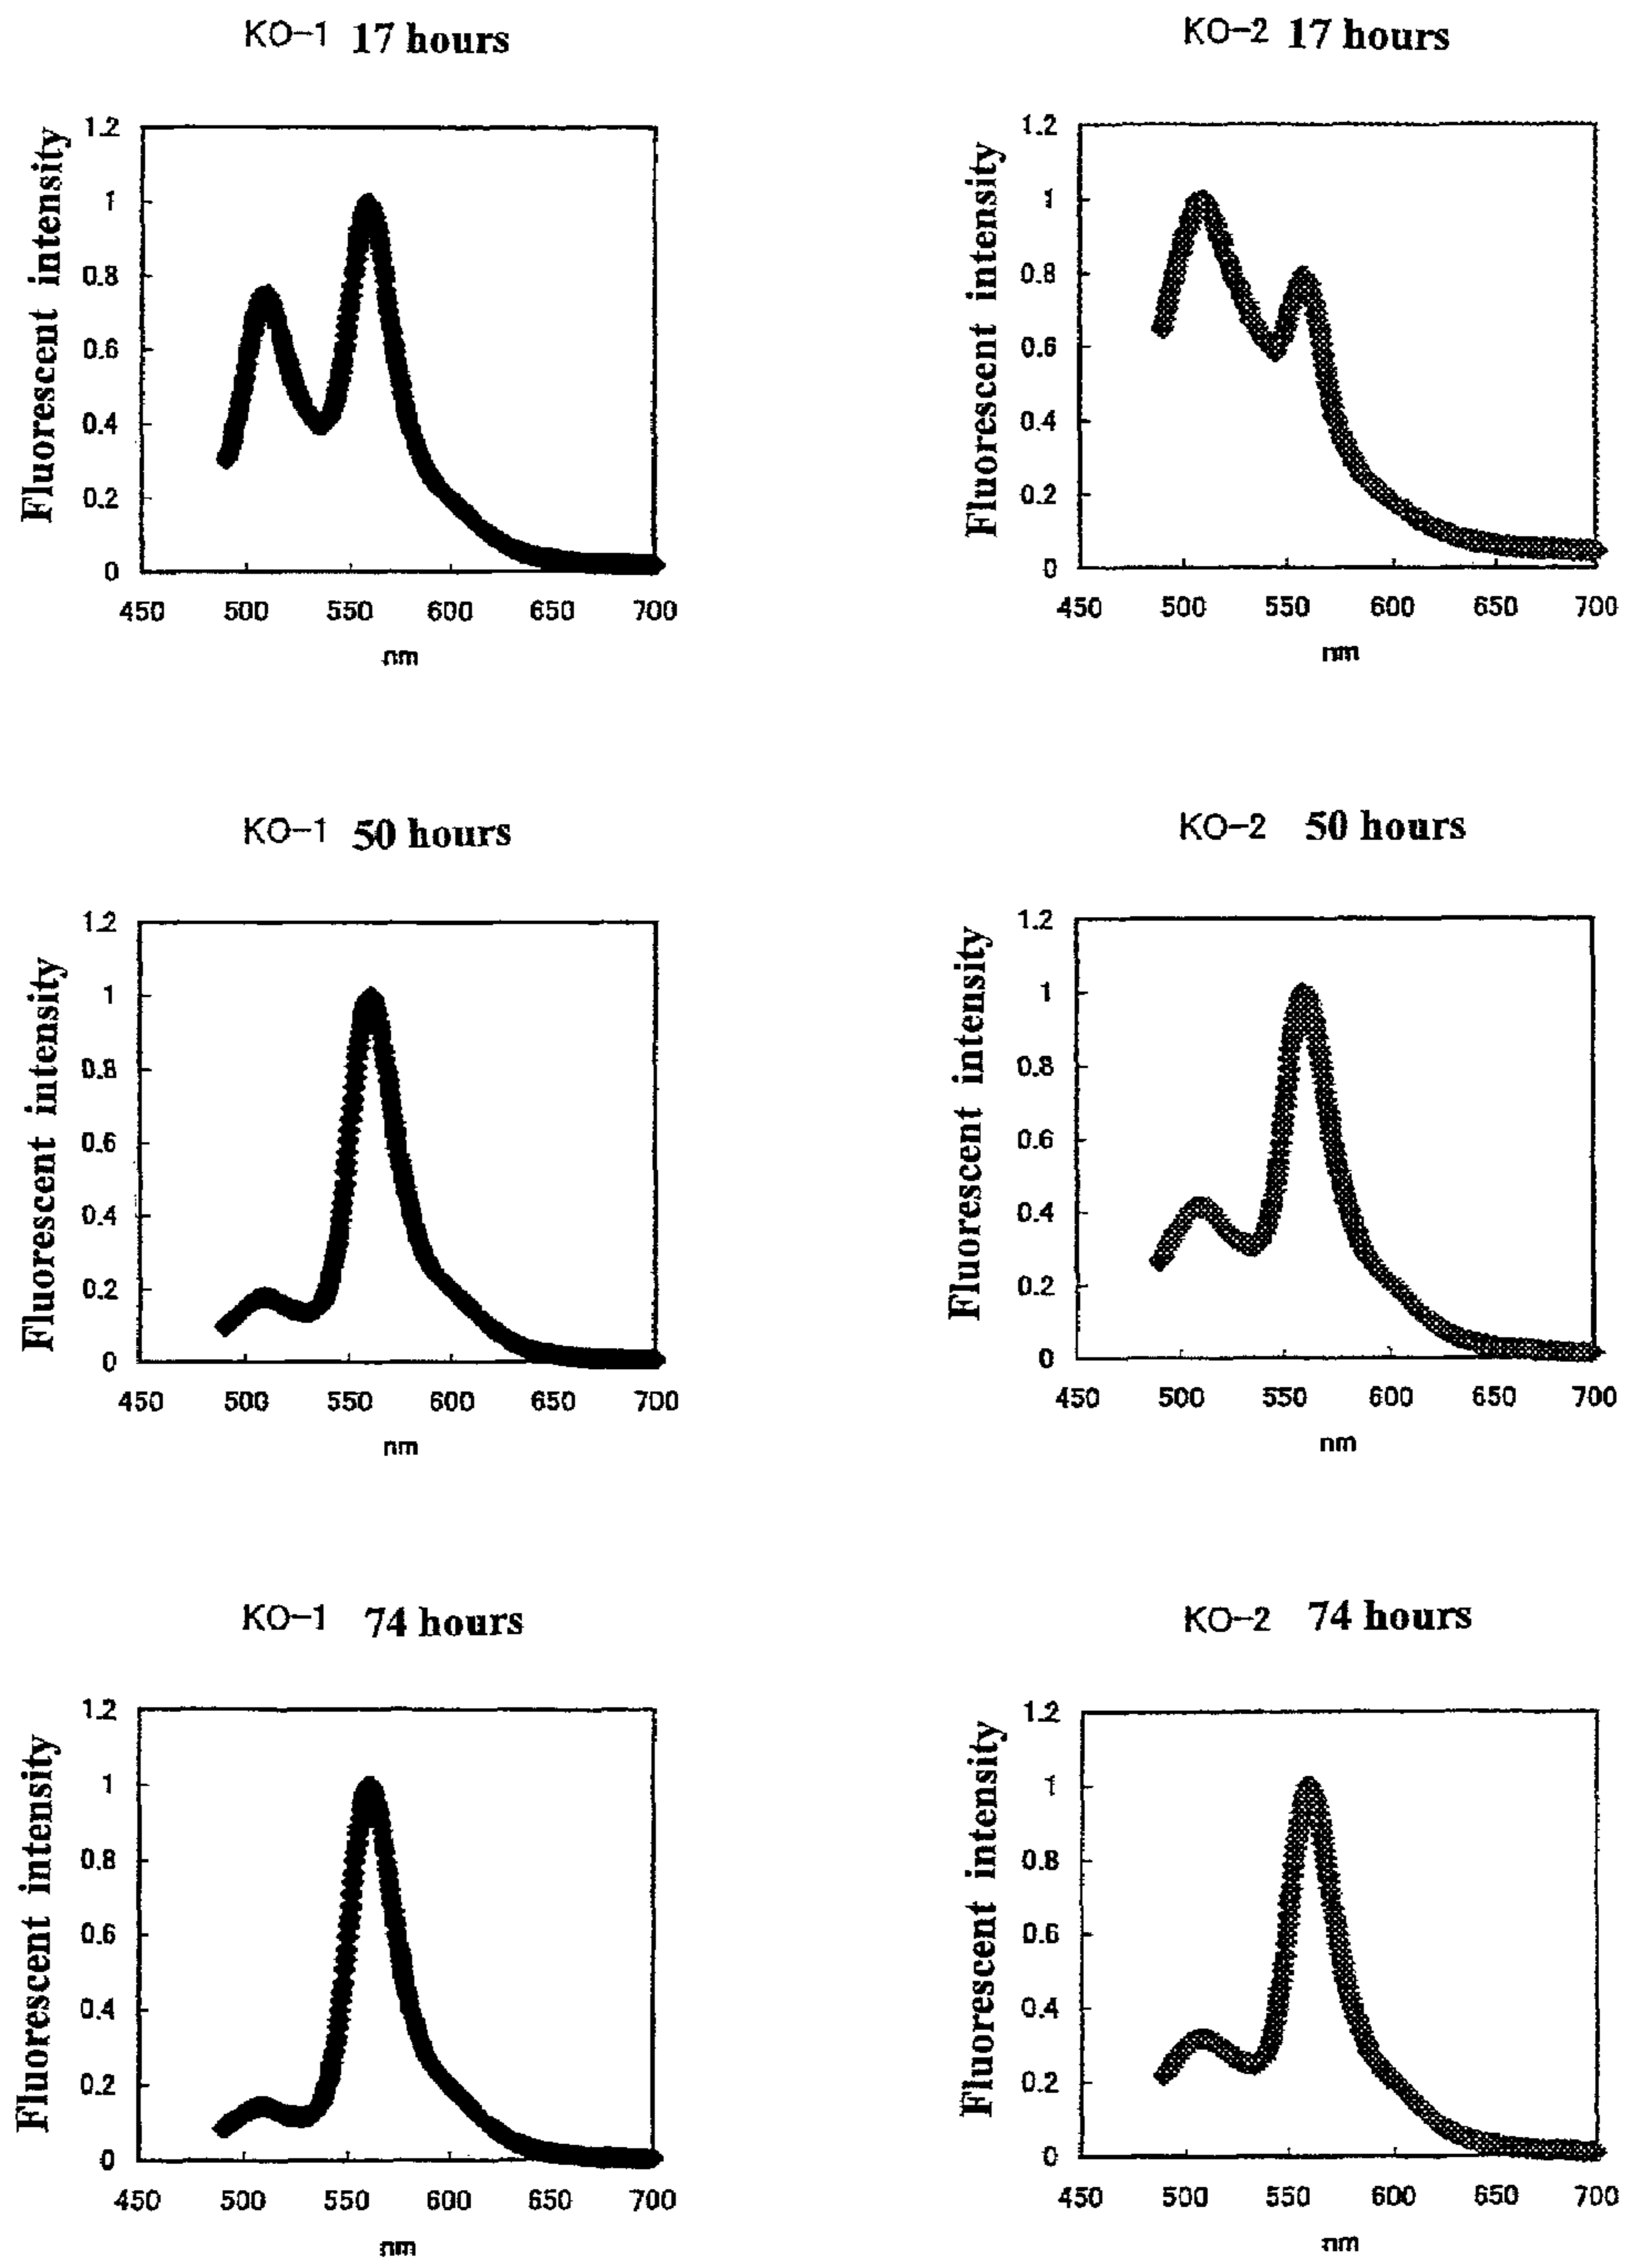 KO-1 17 hours
Fluorescent intensity
1.2
1
0.8
0.6
0.4
0.2
0
450 500 550 600 650 700
nm
KO-2 17 hours
Fluorescent intensity
1.2
1
0.8
0.6
0.4
0.2
0
450 500 550 600 650 700
nm
KO-1 50 hours
Fluorescent intensity
1.2
1
0.8
0.6
0.4
0.2
0
450 500 550 600 650 700
nm
KO-2 50 hours
Fluorescent intensity
1.2
1
0.8
0.6
0.4
0.2
0
450 500 550 600 650 700
nm
KO-1 74 hours
Fluorescent intensity
1.2
1
0.8
0.6
0.4
0.2
0
450 500 550 600 650 700
nm
KO-2 74 hours
Fluorescent intensity
1.2
1
0.8
0.6
0.4
0.2
0
450 500 550 600 650 700
nm